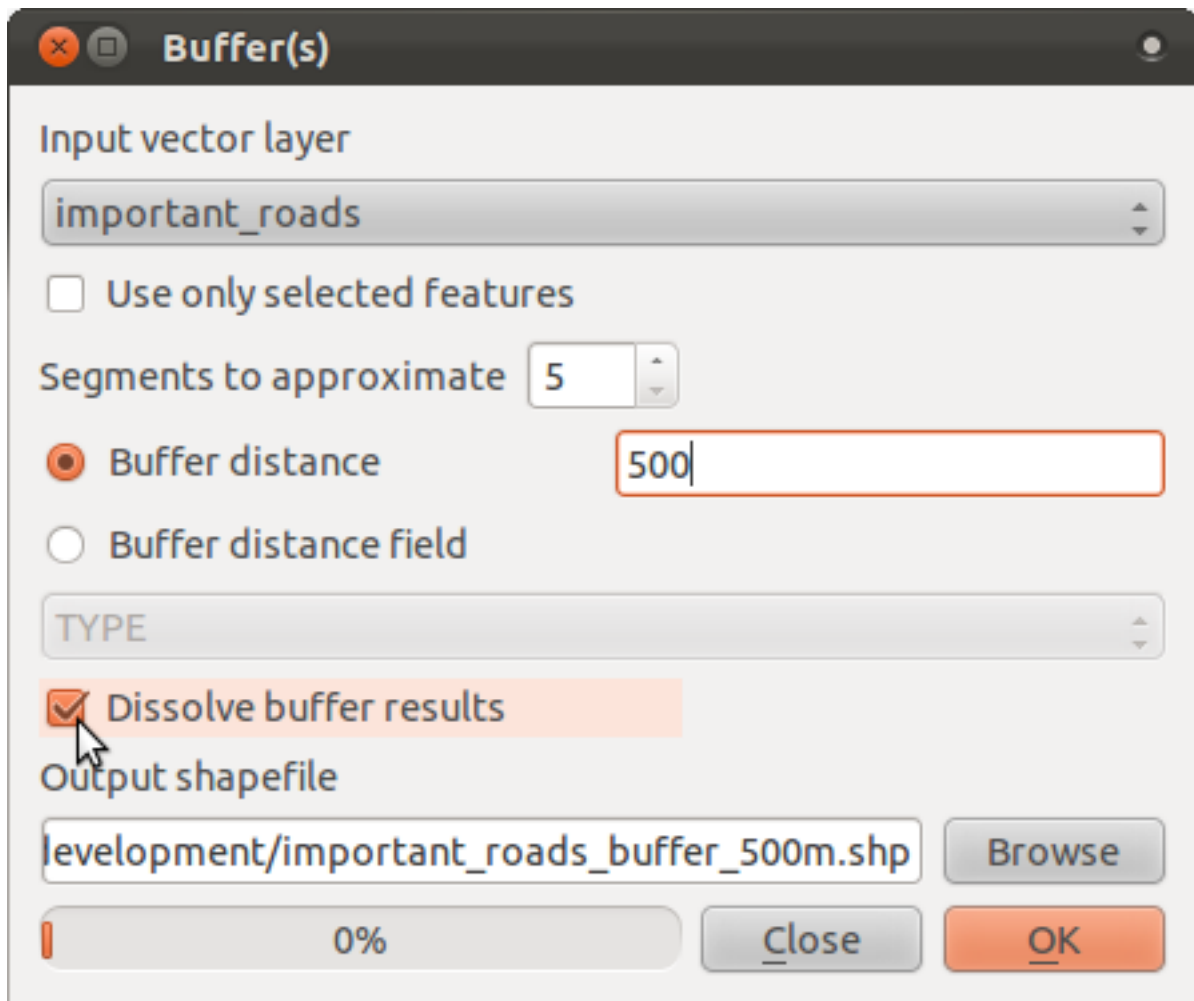 Buffer(s)
Input vector layer
important_roads
Use only selected features
Segments to approximate 5
Buffer distance 500
Buffer distance field
TYPE
Dissolve buffer results
Output shapefile
development/important_roads_buffer_500m.shp Browse
0% Close OK